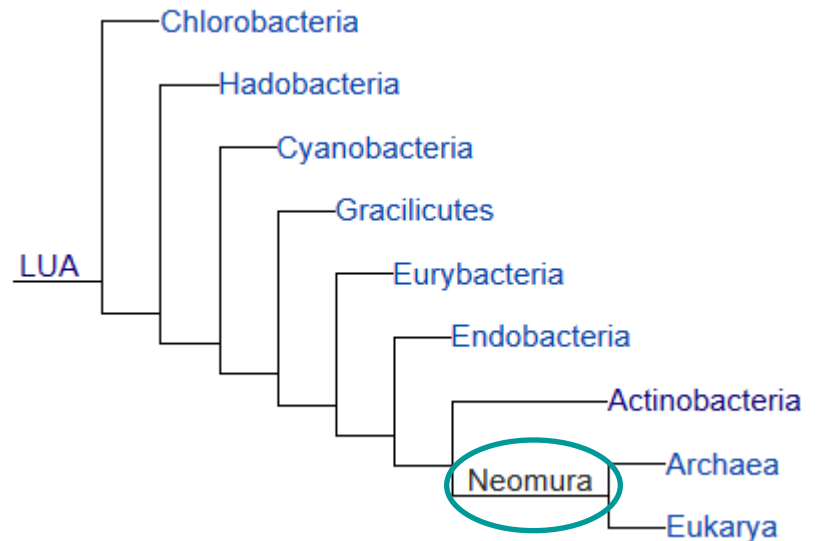 Chlorobacteria
Hadobacteria
Cyanobacteria
Gracilicutes
LUA
Eurybacteria
Endobacteria
Actinobacteria
Archaea
Neomura
Eukarya